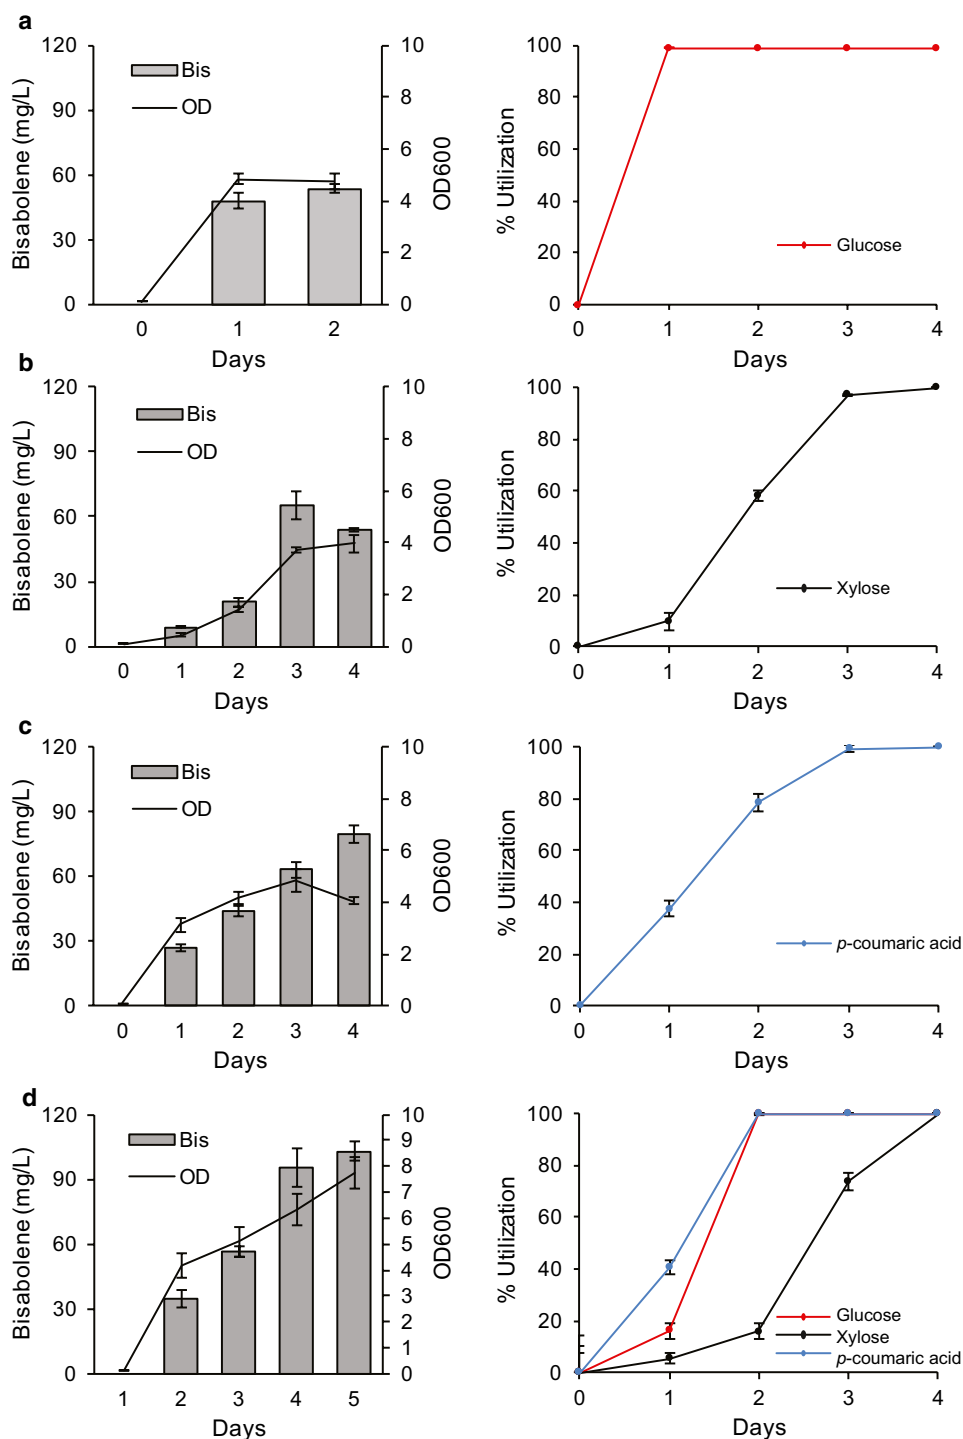 a
120
90
60
30
0
Bisabolene (mg/L)
Bis
OD
10
8
6
4
2
0
OD600
0 1 2
Days
100
80
60
40
20
0
% Utilization
Glucose
0 1 2 3 4
Days
b
120
90
60
30
0
Bisabolene (mg/L)
Bis
OD
10
8
6
4
2
0
OD600
0 1 2 3 4
Days
100
80
60
40
20
0
% Utilization
Xylose
0 1 2 3 4
Days
c
120
90
60
30
0
Bisabolene (mg/L)
Bis
OD
10
8
6
4
2
0
OD600
0 1 2 3 4
Days
100
80
60
40
20
0
% Utilization
p-coumaric acid
0 1 2 3 4
Days
d
120
90
60
30
0
Bisabolene (mg/L)
Bis
OD
10
9
8
7
6
5
4
3
2
1
0
OD600
1 2 3 4 5
Days
100
80
60
40
20
0
% Utilization
Glucose
Xylose
p-coumaric acid
0 1 2 3 4
Days